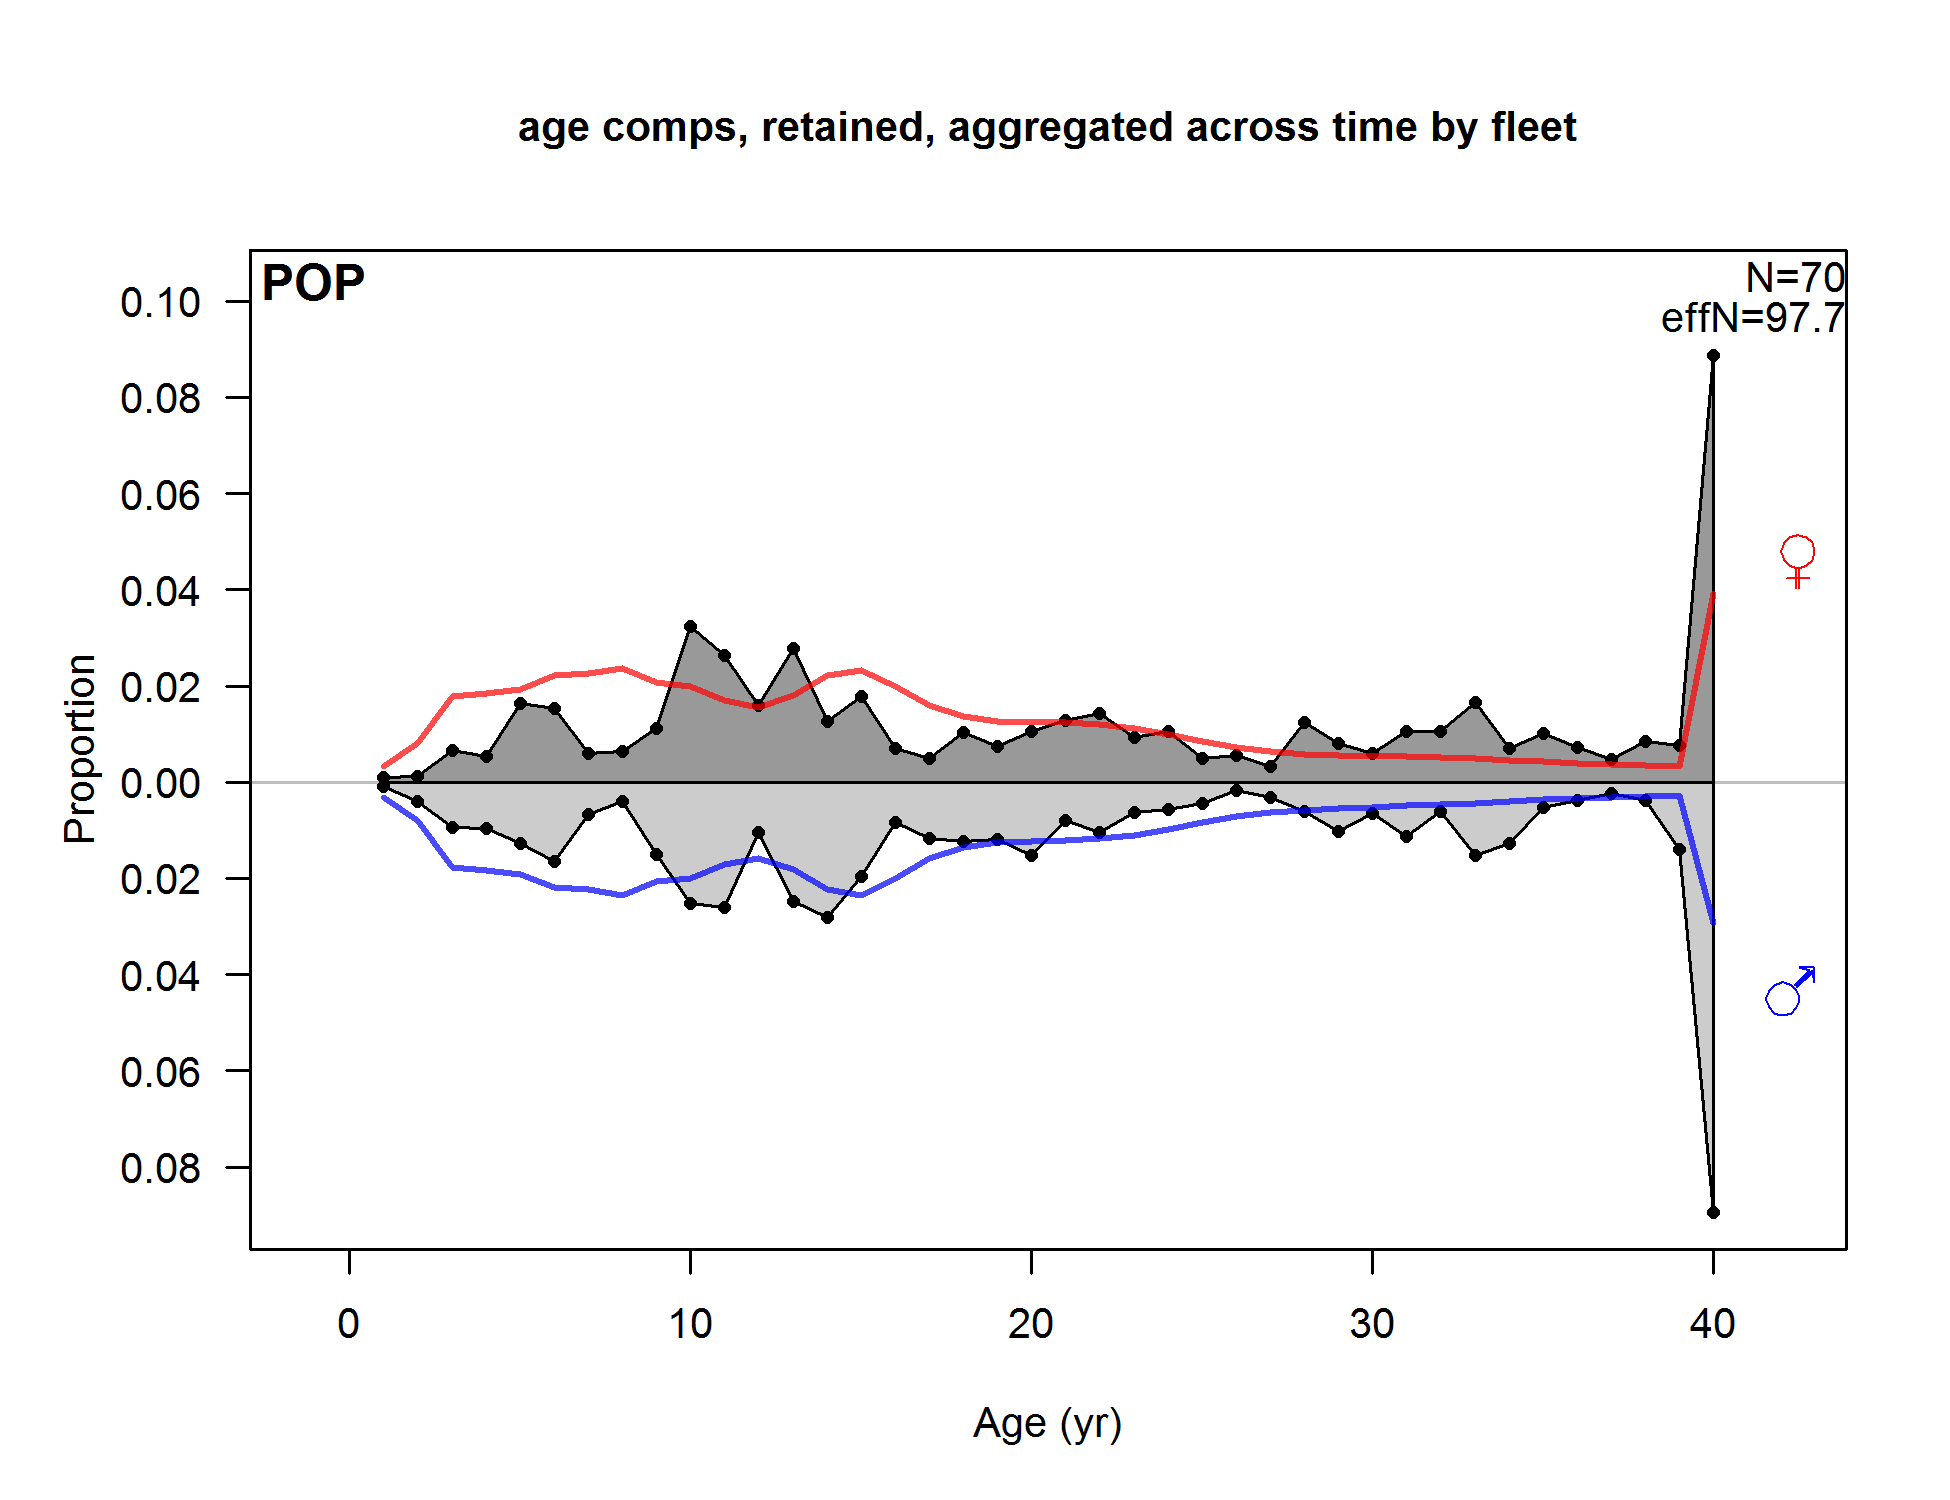 age comps, retained, aggregated across time by fleet
POP
N=70
effN=97.7
0.10
0.08
0.06
0.04
0.02
0.00
0.02
0.04
0.06
0.08
Proportion
0 10 20 30 40
Age (yr)
♀
♂